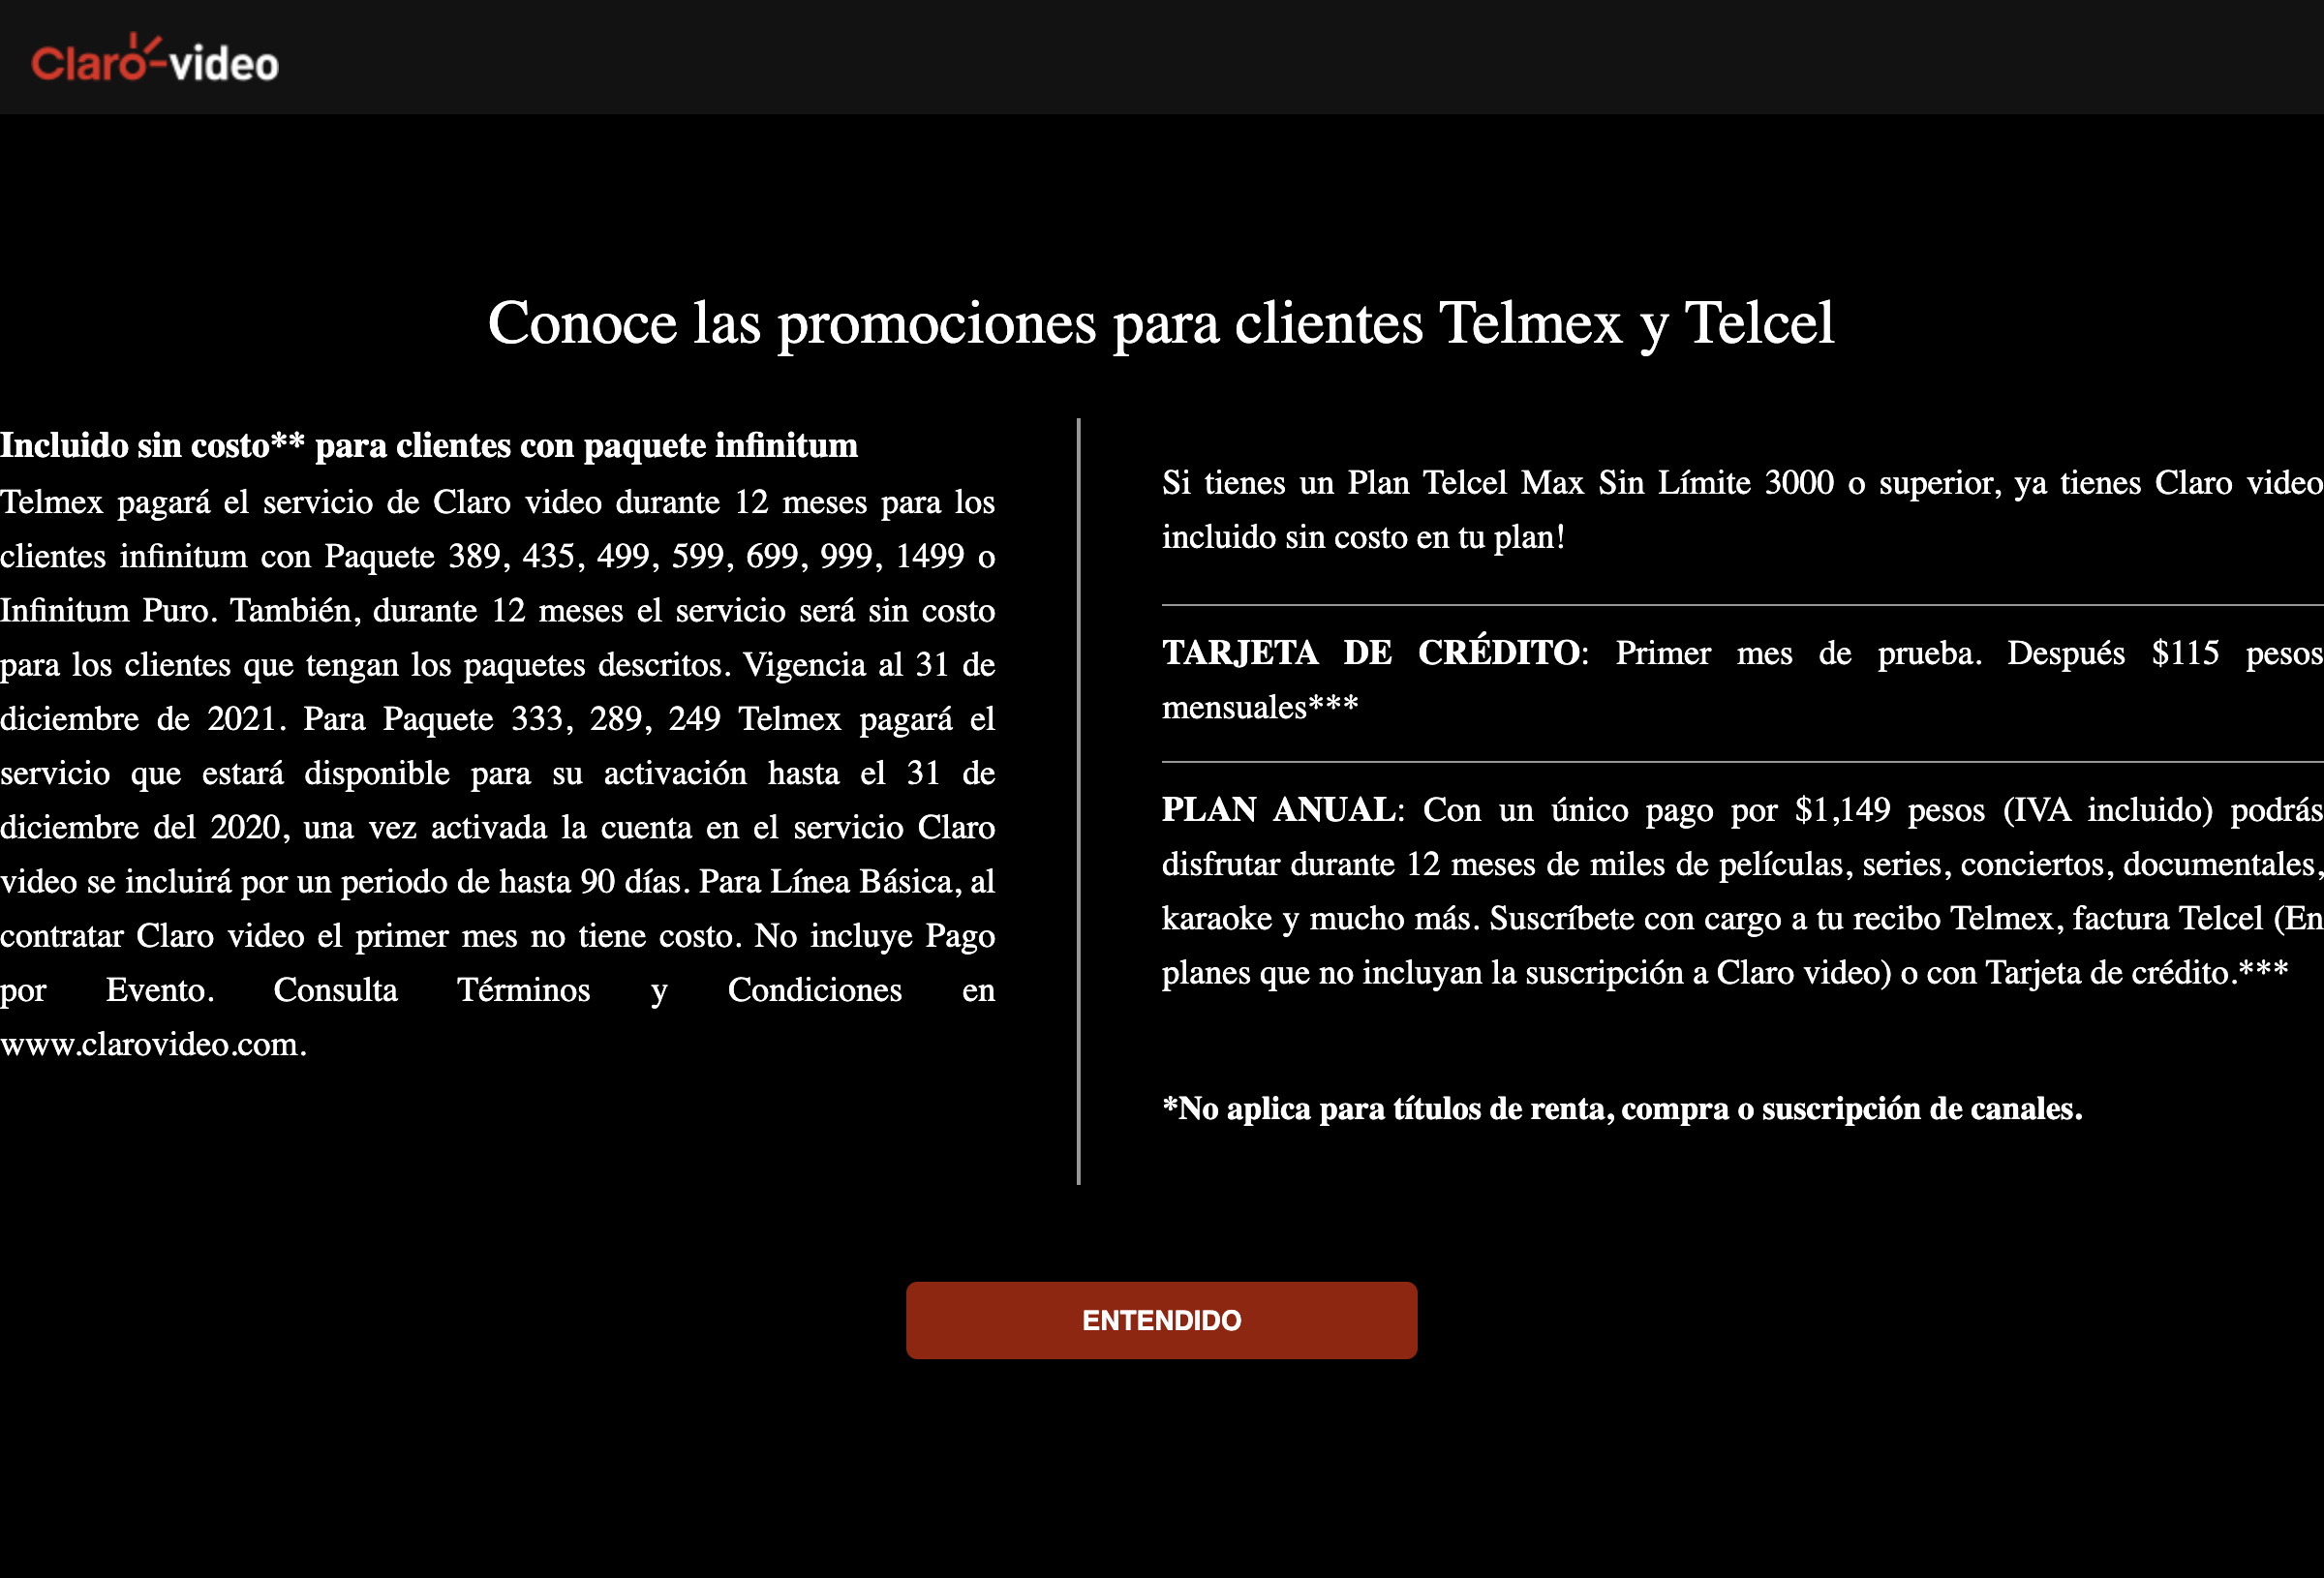 Claro-video
Conoce las promociones para clientes Telmex y Telcel
Incluido sin costo** para clientes con paquete infinitum
Telmex pagará el servicio de Claro video durante 12 meses para los
clientes infinitum con Paquete 389, 435, 499, 599, 699, 999, 1499 o
Infinitum Puro. También, durante 12 meses el servicio será sin costo
para los clientes que tengan los paquetes descritos. Vigencia al 31 de
diciembre de 2021. Para Paquete 333, 289, 249 Telmex pagará el
servicio que estará disponible para su activación hasta el 31 de
diciembre del 2020, una vez activada la cuenta en el servicio Claro
video se incluirá por un periodo de hasta 90 días. Para Línea Básica, al
contratar Claro video el primer mes no tiene costo. No incluye Pago
por Evento. Consulta Términos y Condiciones en
www.clarovideo.com.
Si tienes un Plan Telcel Max Sin Límite 3000 o superior, ya tienes Claro video
incluido sin costo en tu plan!
TARJETA DE CRÉDITO: Primer mes de prueba. Después $115 pesos
mensuales***
PLAN ANUAL: Con un único pago por $1,149 pesos (IVA incluido) podrás
disfrutar durante 12 meses de miles de películas, series, conciertos, documentales,
karaoke y mucho más. Suscríbete con cargo a tu recibo Telmex, factura Telcel (En
planes que no incluyan la suscripción a Claro video) o con Tarjeta de crédito.***
*No aplica para títulos de renta, compra o suscripción de canales.
ENTENDIDO